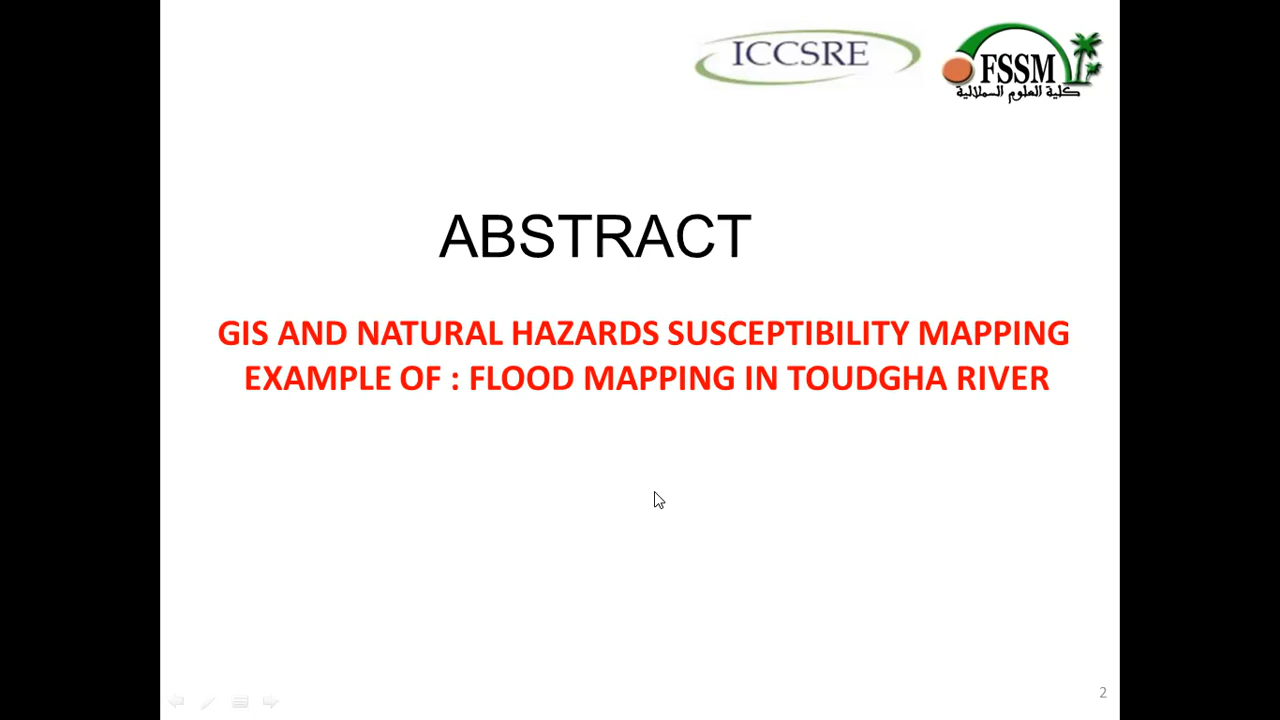 ICCSRE
FSSM
كلية العلوم السملالية
ABSTRACT
GIS AND NATURAL HAZARDS SUSCEPTIBILITY MAPPING
EXAMPLE OF : FLOOD MAPPING IN TOUDGHA RIVER
2